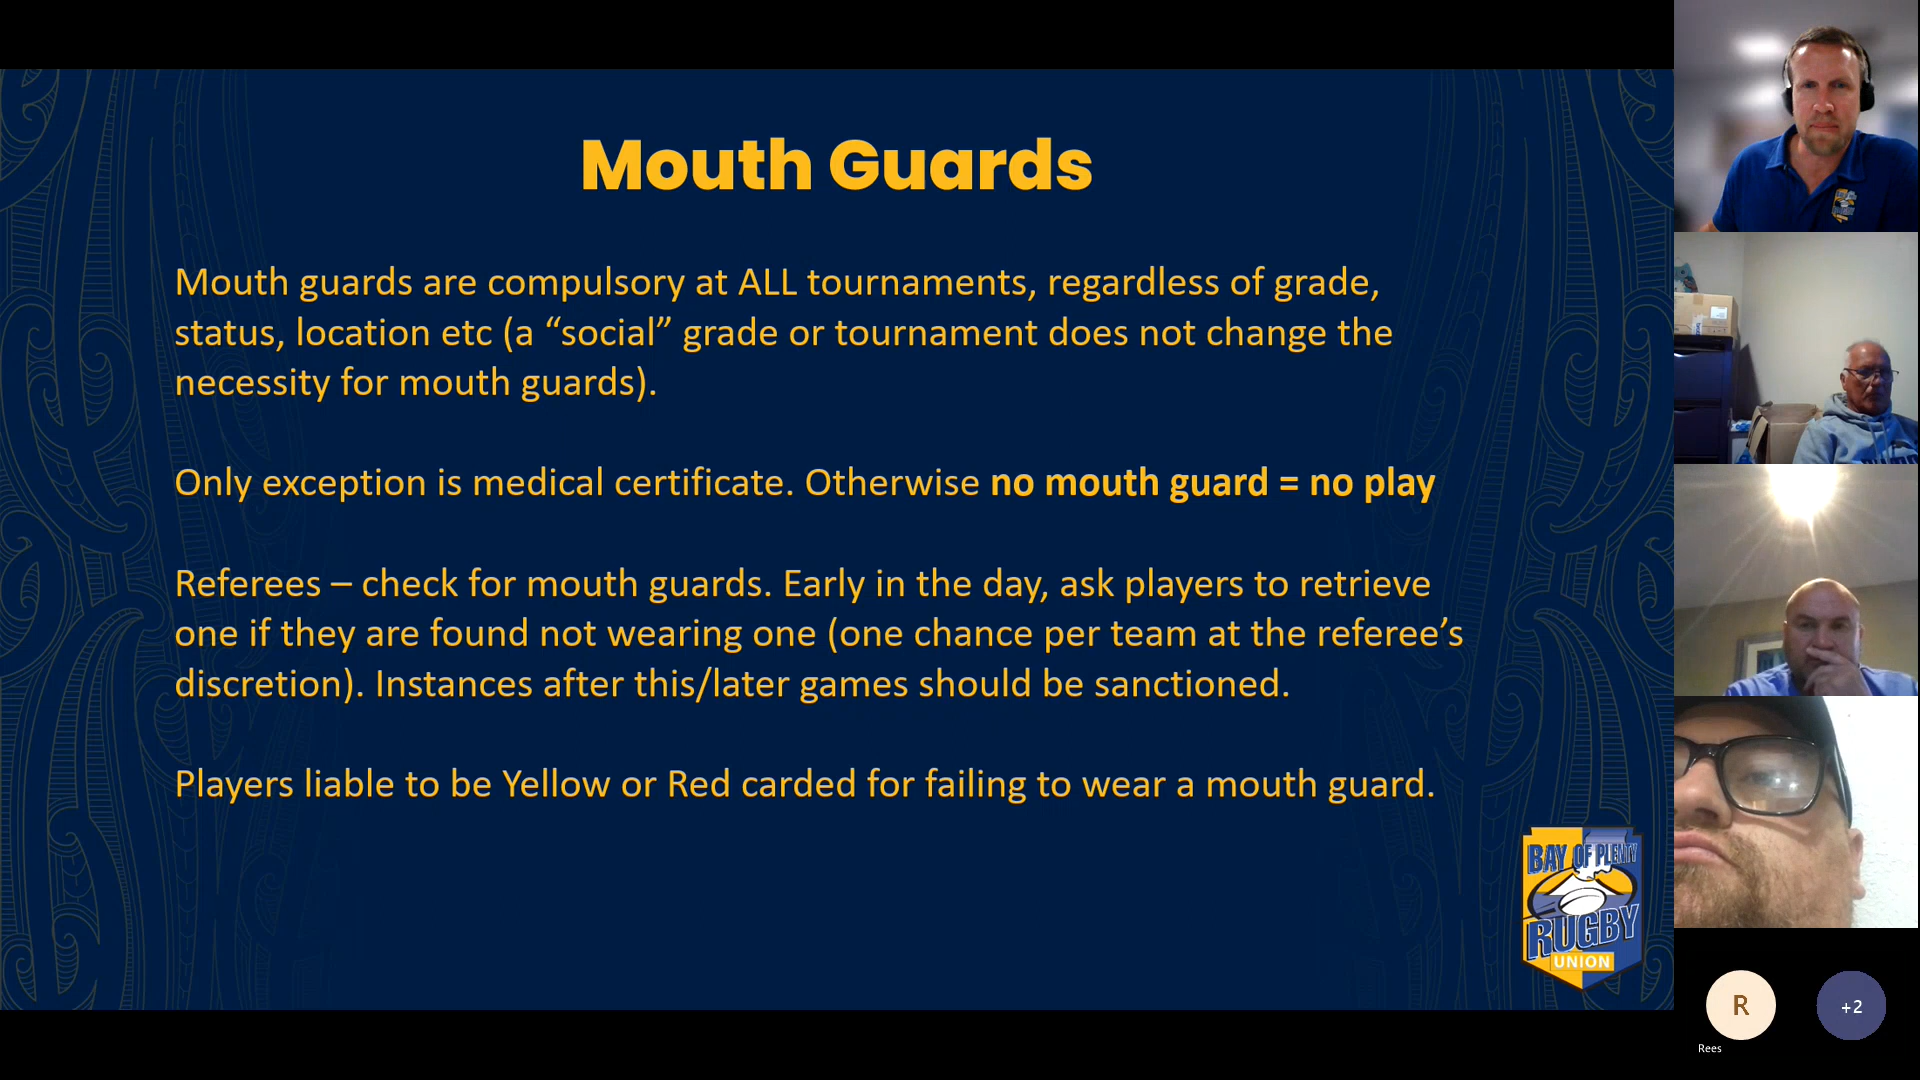 Mouth Guards
Mouth guards are compulsory at ALL tournaments, regardless of grade,
status, location etc (a “social” grade or tournament does not change the
necessity for mouth guards).
Only exception is medical certificate. Otherwise no mouth guard = no play
Referees – check for mouth guards. Early in the day, ask players to retrieve
one if they are found not wearing one (one chance per team at the referee’s
discretion). Instances after this/later games should be sanctioned.
Players liable to be Yellow or Red carded for failing to wear a mouth guard.
BAY OF PLENTY
RUGBY
UNION
R
+2
Rees